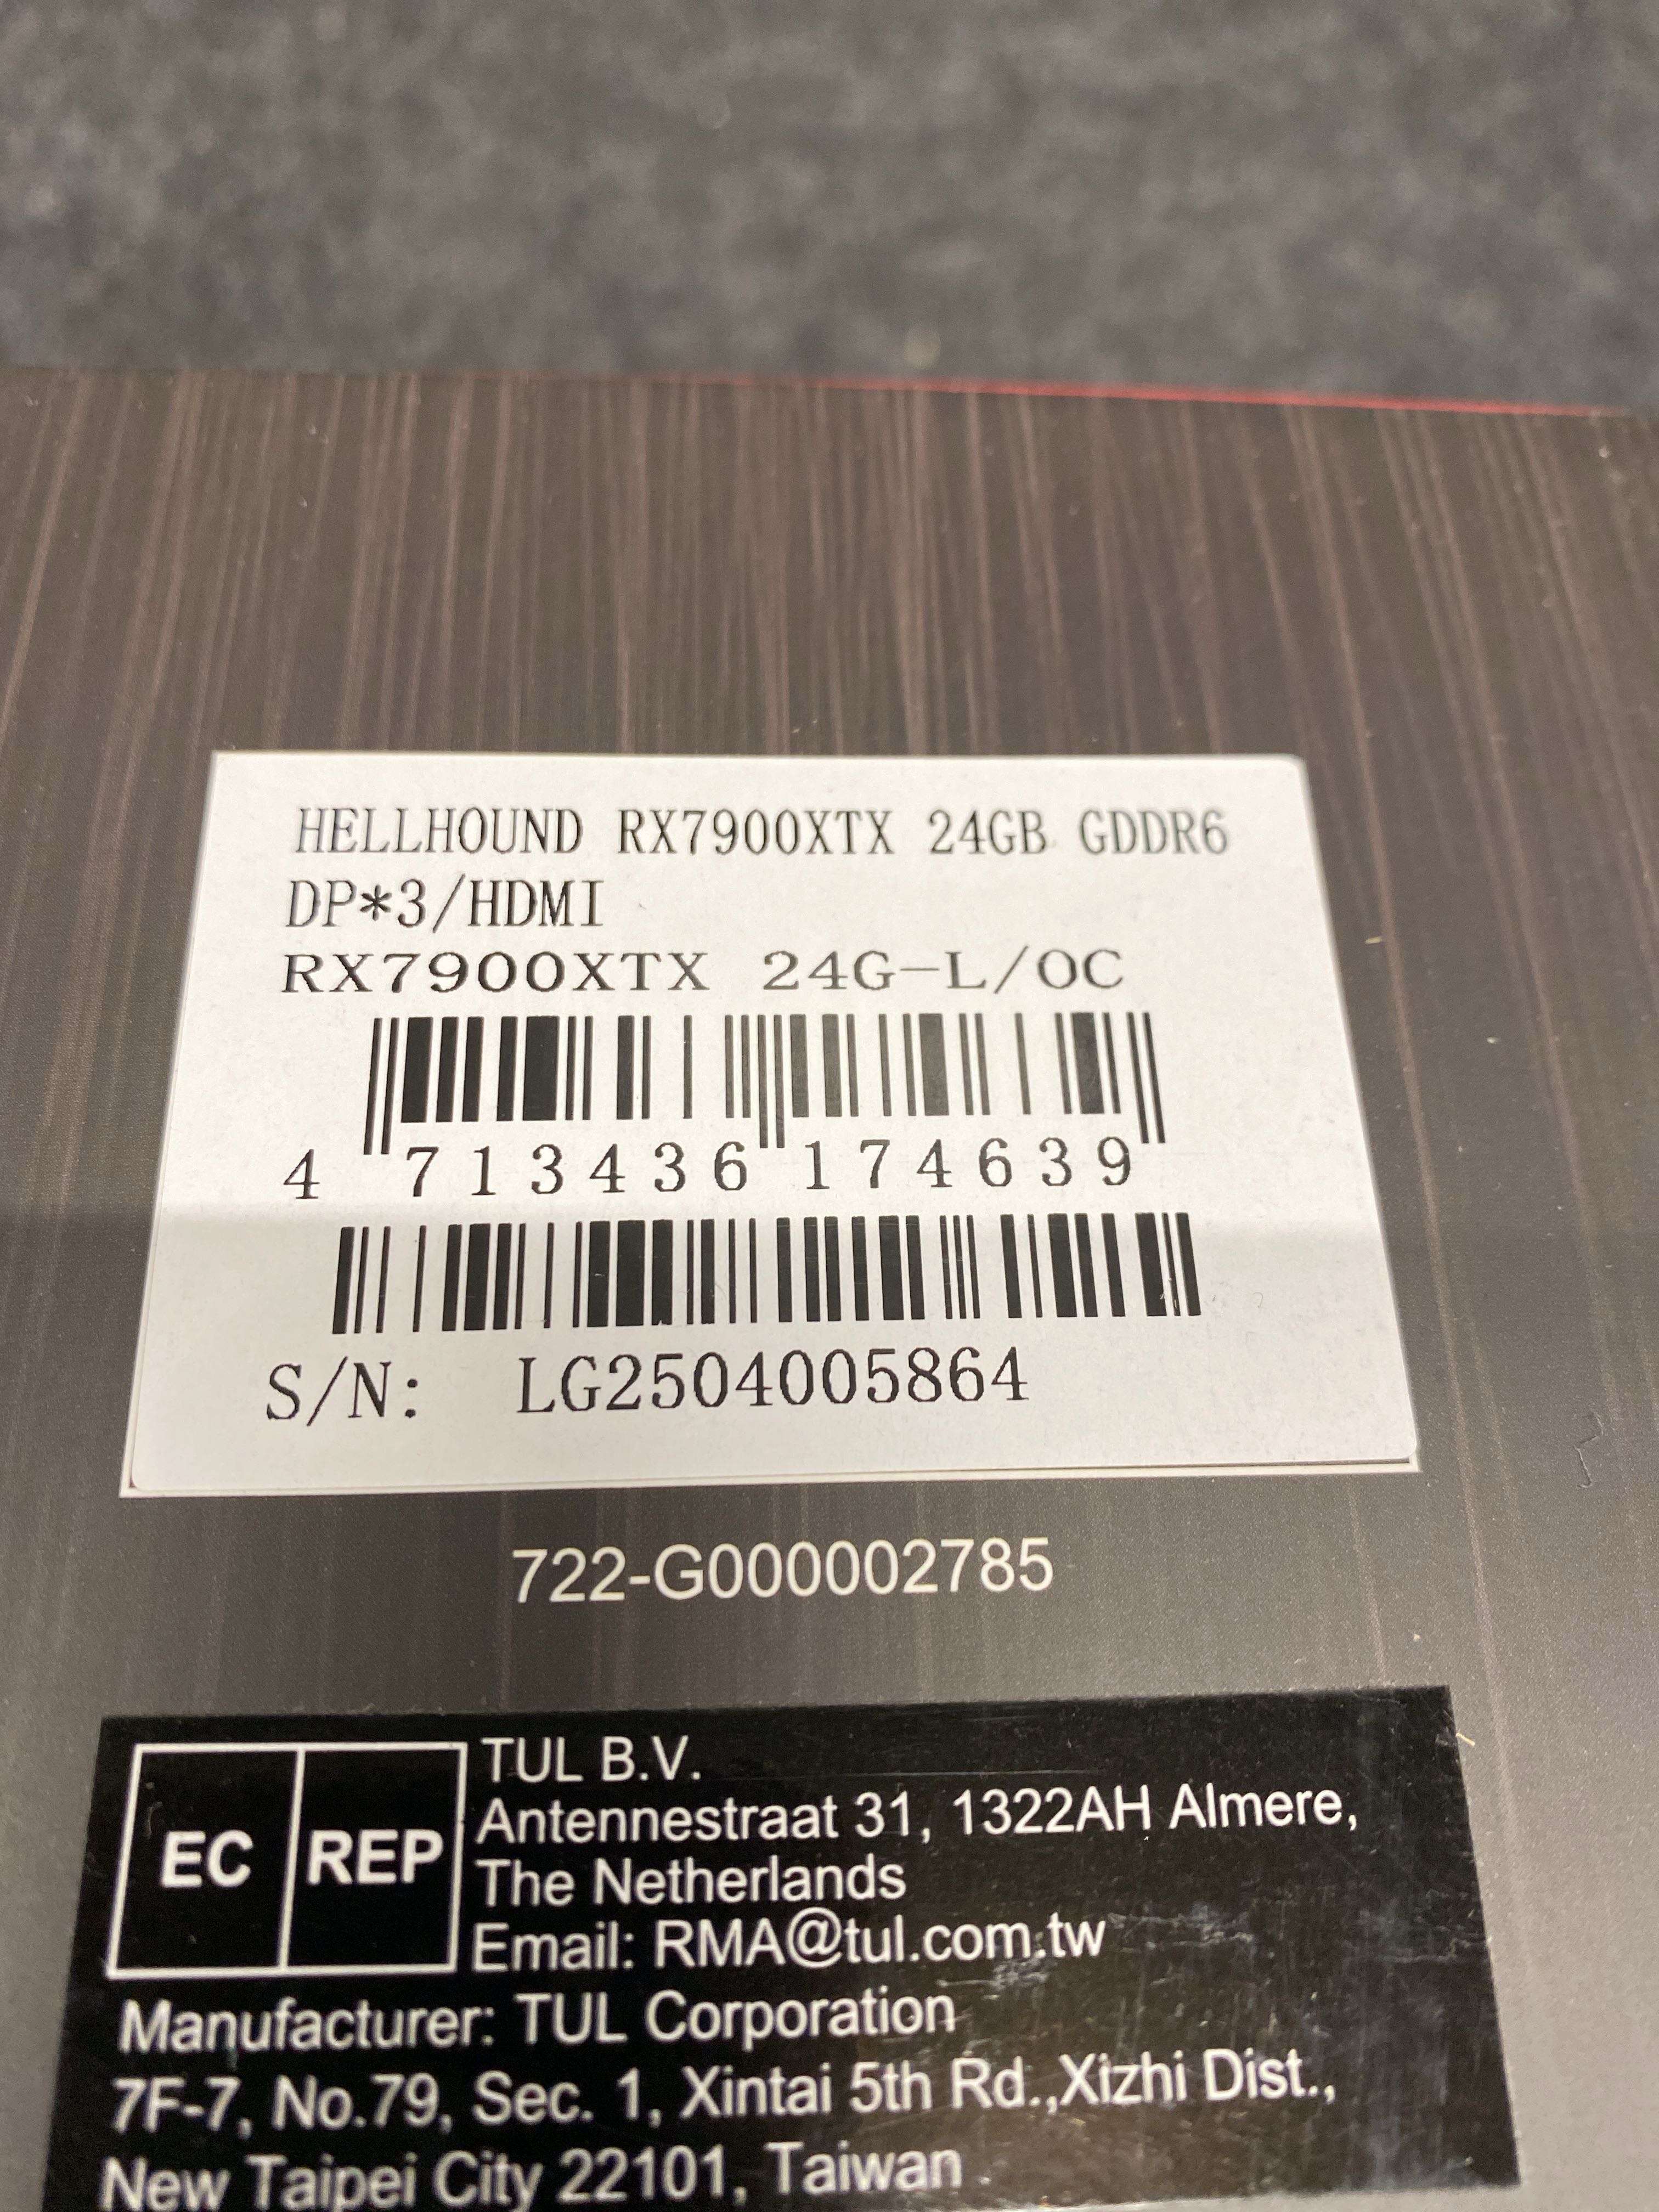 HELLHOUND RX7900XTX 24GB GDDR6
DP*3/HDMI
RX7900XTX 24G-L/OC
4 713436 174639
S/N: LG2504005864
722-G000002785
EC REP
TUL B.V.
Antennestraat 31, 1322AH Almere,
The Netherlands
Email: RMA@tul.com.tw
Manufacturer: TUL Corporation
7F-7, No.79, Sec. 1, Xintai 5th Rd.,Xizhi Dist.,
New Taipei City 22101, Taiwan